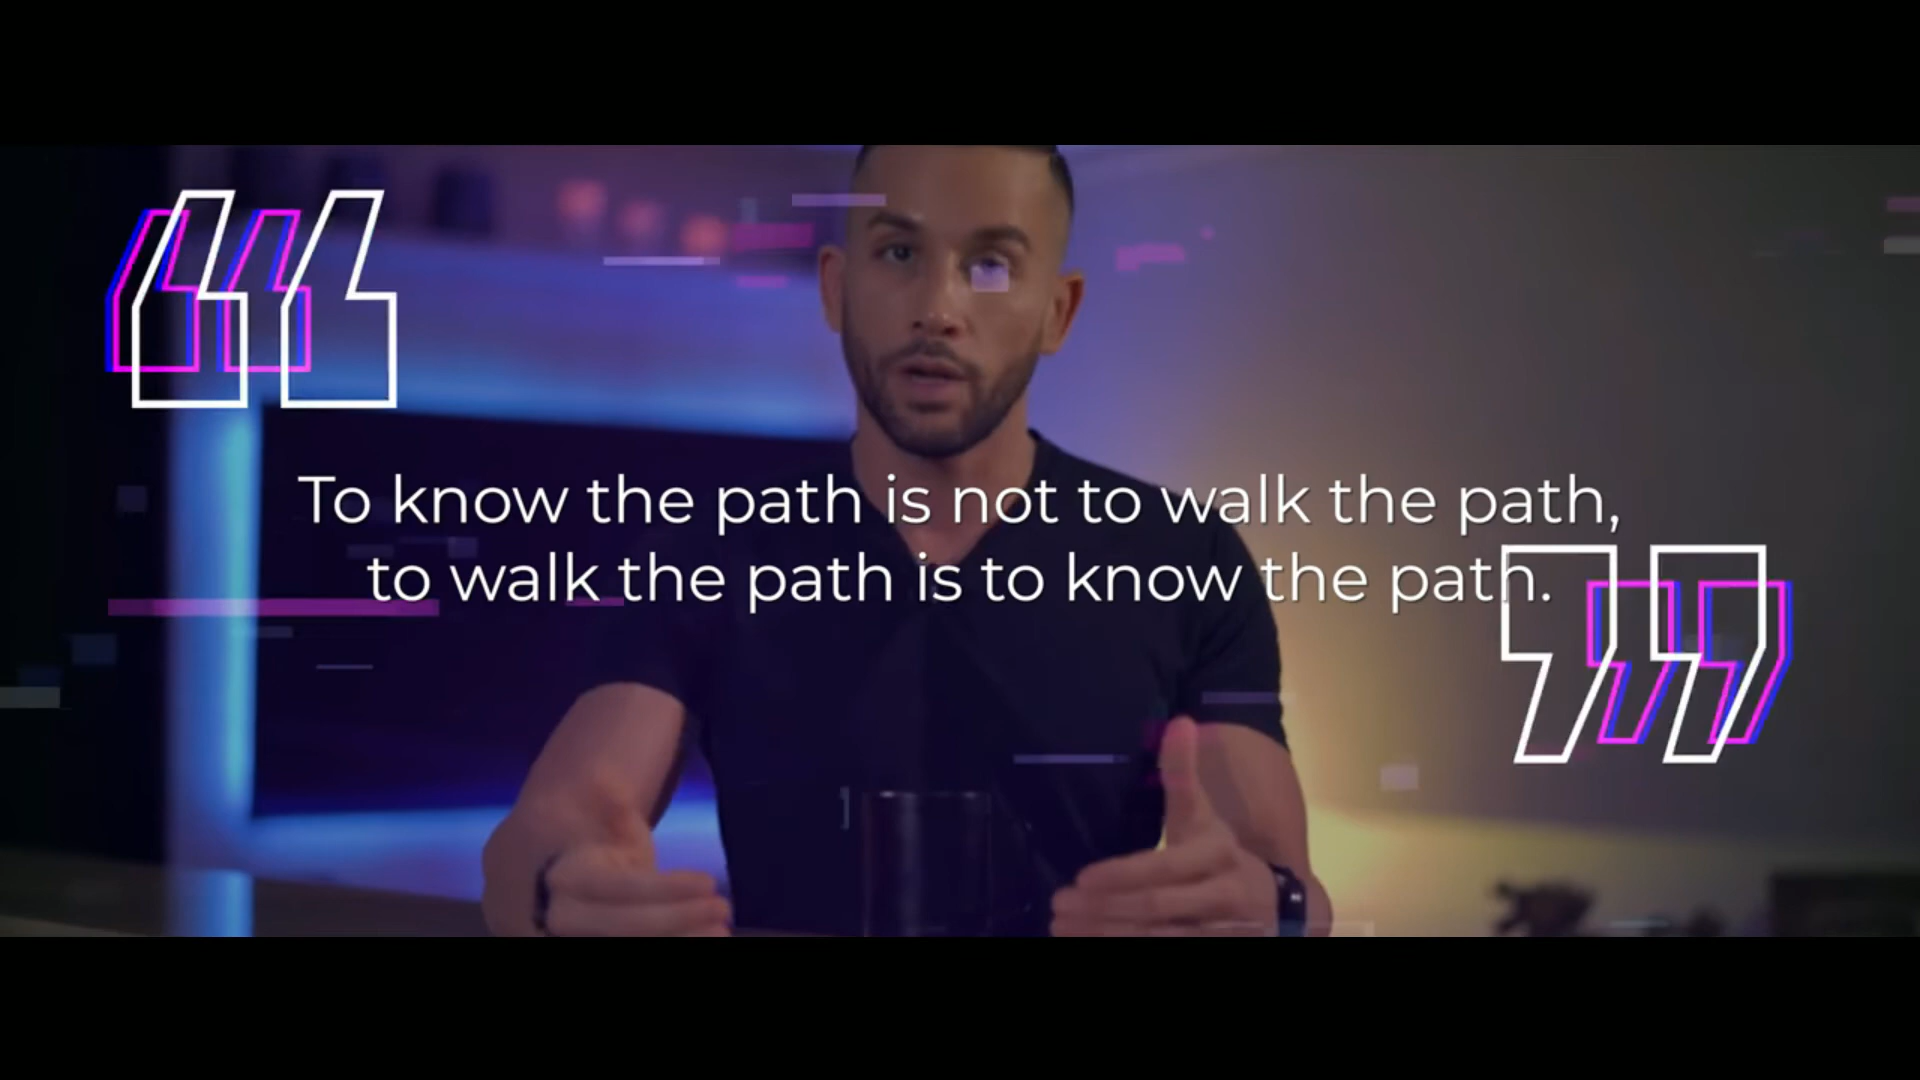 To know the path is not to walk the path,
to walk the path is to know the path.